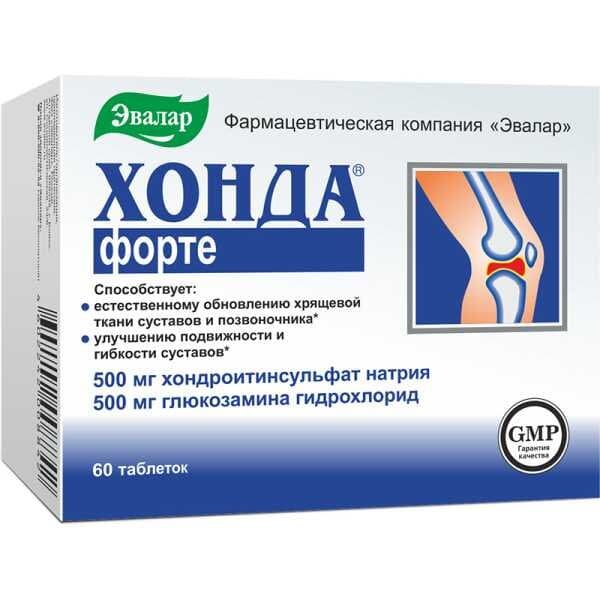 Эвалар
Фармацевтическая компания «Эвалар»
ХОНДА®
форте
Способствует:
• естественному обновлению хрящевой
ткани суставов и позвоночника*
• улучшению подвижности и
гибкости суставов*
500 мг хондроитинсульфат натрия
500 мг глюкозамина гидрохлорид
60 таблеток
GMP
Гарантия
качества